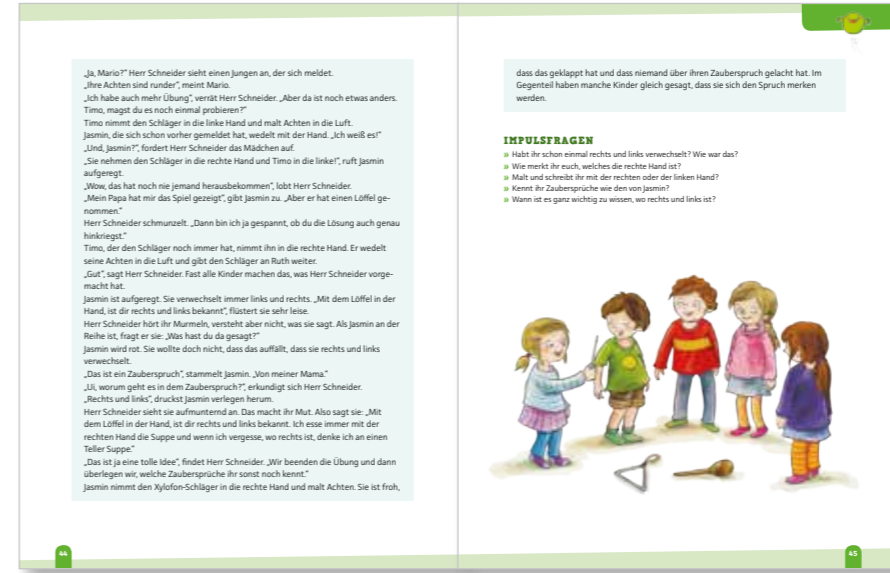 „Ja, Mario?" Herr Schneider sieht einen Jungen an, der sich meldet.
„Ihre Achten sind runder", meint Mario.
„Ich habe auch mehr Übung", verrät Herr Schneider. „Aber da ist noch etwas anders.
Timo, magst du es noch einmal probieren?"
Timo nimmt den Schläger in die linke Hand und malt Achten in die Luft.
Jasmin, die sich schon vorher gemeldet hat, wedelt mit der Hand. „Ich weiß es!"
„Und, Jasmin?", fordert Herr Schneider das Mädchen auf.
„Sie nehmen den Schläger in die rechte Hand und Timo in die linke!", ruft Jasmin
aufgeregt.
„Wow, das hat noch nie jemand herausbekommen", lobt Herr Schneider.
„Mein Papa hat mir das Spiel gezeigt", gibt Jasmin zu. „Aber er hat einen Löffel ge-
nommen."
Herr Schneider schmunzelt. „Dann bin ich ja gespannt, ob du die Lösung auch genau
hinkriegst."
Timo, der den Schläger noch immer hat, nimmt ihn in die rechte Hand. Er wedelt
seine Achten in die Luft und gibt den Schläger an Ruth weiter.
„Gut", sagt Herr Schneider. Fast alle Kinder machen das, was Herr Schneider vorge-
macht hat.
Jasmin ist aufgeregt. Sie verwechselt immer links und rechts. „Mit dem Löffel in der
Hand, ist dir rechts und links bekannt", flüstert sie sehr leise.
Herr Schneider hört ihr Murmeln, versteht aber nicht, was sie sagt. Als Jasmin an der
Reihe ist, fragt er sie: „Was hast du da gesagt?"
Jasmin wird rot. Sie wollte doch nicht, dass das auffällt, dass sie rechts und links
verwechselt.
„Das ist ein Zauberspruch", stammelt Jasmin. „Von meiner Mama."
„Ui, worum geht es in dem Zauberspruch?", erkundigt sich Herr Schneider.
„Rechts und links", druckst Jasmin verlegen herum.
Herr Schneider sieht sie aufmunternd an. Das macht ihr Mut. Also sagt sie: „Mit
dem Löffel in der Hand, ist dir rechts und links bekannt. Ich esse immer mit der
rechten Hand die Suppe und wenn ich vergesse, wo rechts ist, denke ich an einen
Teller Suppe."
„Das ist ja eine tolle Idee", findet Herr Schneider. „Wir beenden die Übung und dann
überlegen wir, welche Zaubersprüche ihr sonst noch kennt."
Jasmin nimmt den Xylofon-Schläger in die rechte Hand und malt Achten. Sie ist froh,
44
dass das geklappt hat und dass niemand über ihren Zauberspruch gelacht hat. Im
Gegenteil haben manche Kinder gleich gesagt, dass sie sich den Spruch merken
werden.
IMPULSFRAGEN
» Habt ihr schon einmal rechts und links verwechselt? Wie war das?
» Wie merkt ihr euch, welches die rechte Hand ist?
» Malt und schreibt ihr mit der rechten oder der linken Hand?
» Kennt ihr Zaubersprüche wie den von Jasmin?
» Wann ist es ganz wichtig zu wissen, wo rechts und links ist?
45